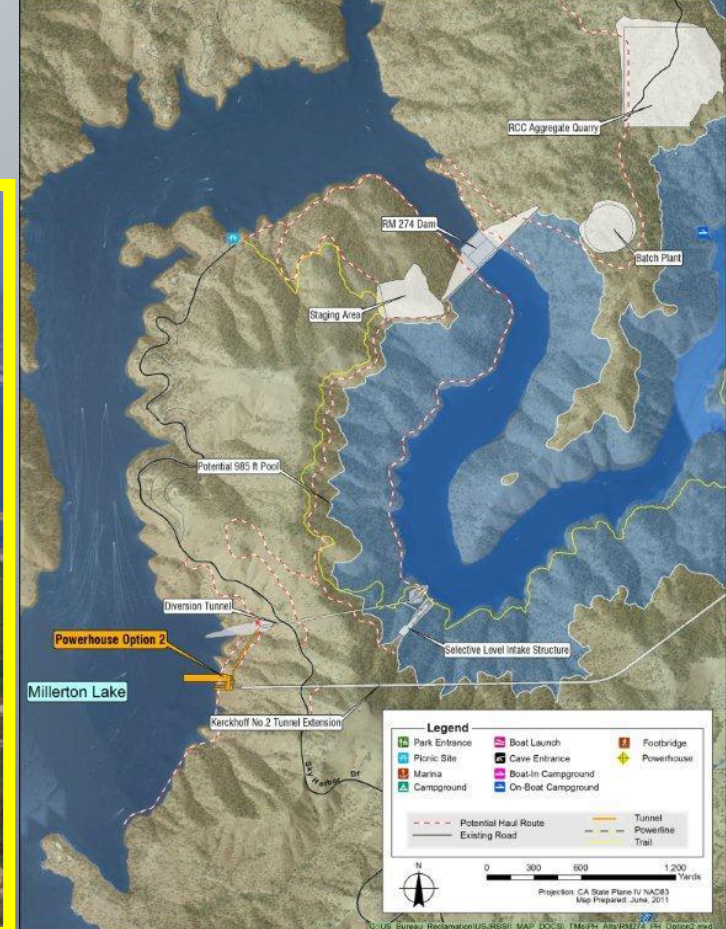 RCC Aggregate Quarry
RM 274 Dam
Batch Plant
Staging Area
Potential 985 ft Pool
Diversion Tunnel
Powerhouse Option 2
Selective Level Intake Structure
Millerton Lake
Kerckhoff No.2 Tunnel Extension
Sky Harbor Dr
Legend
Park Entrance
Boat Launch
Footbridge
Picnic Site
Cave Entrance
Powerhouse
Marina
Boat-In Campground
Campground
On-Boat Campground
Potential Haul Route
Tunnel
Existing Road
Powerline
Trail
N
0 300 600 1,200
Yards
Projection: CA State Plane IV NAD83
Map Prepared: June, 2011